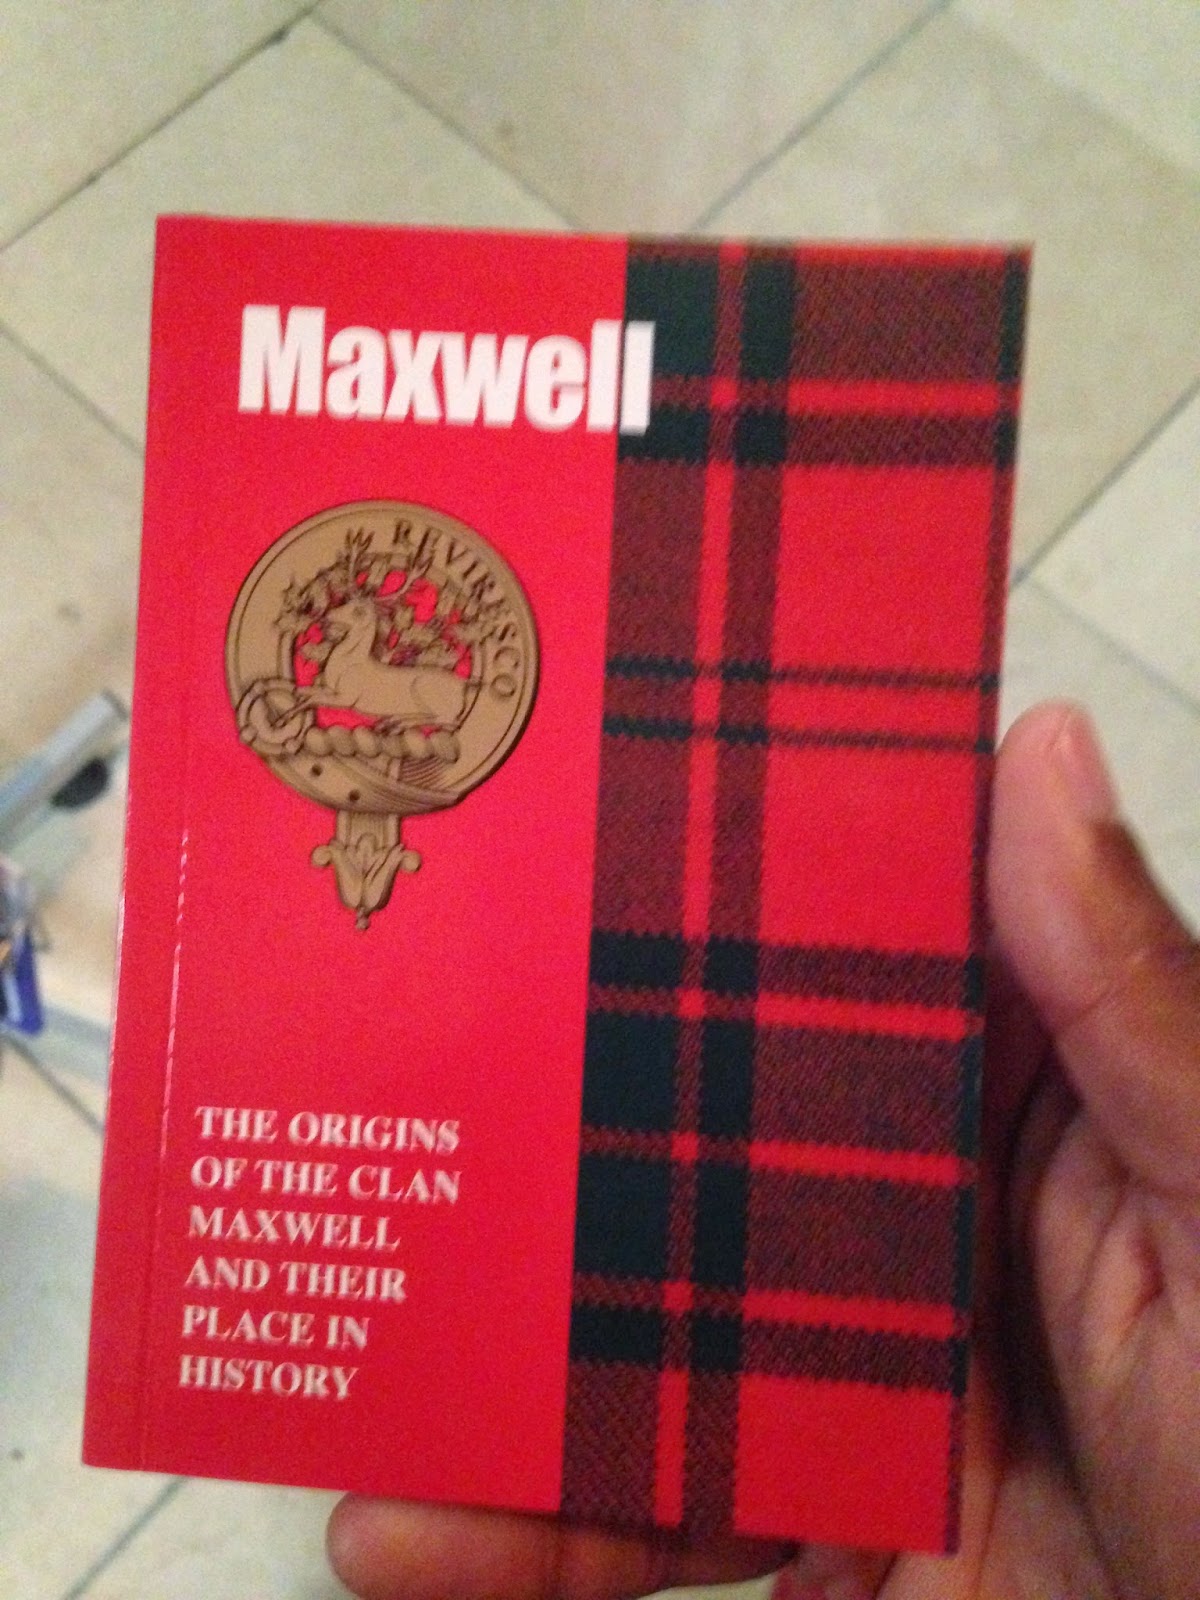 Maxwell
REVIRESCO
THE ORIGINS
OF THE CLAN
MAXWELL
AND THEIR
PLACE IN
HISTORY